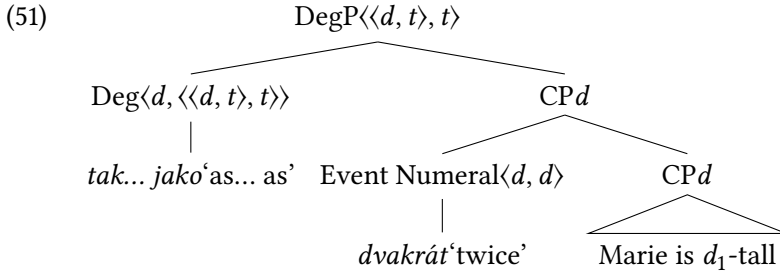 (51) DegP⟨⟨d, t⟩, t⟩
Deg⟨d, ⟨⟨d, t⟩, t⟩⟩ CPd
tak... jako‘as... as’ Event Numeral⟨d, d⟩ CPd
dvakrát‘twice’ Marie is d₁-tall